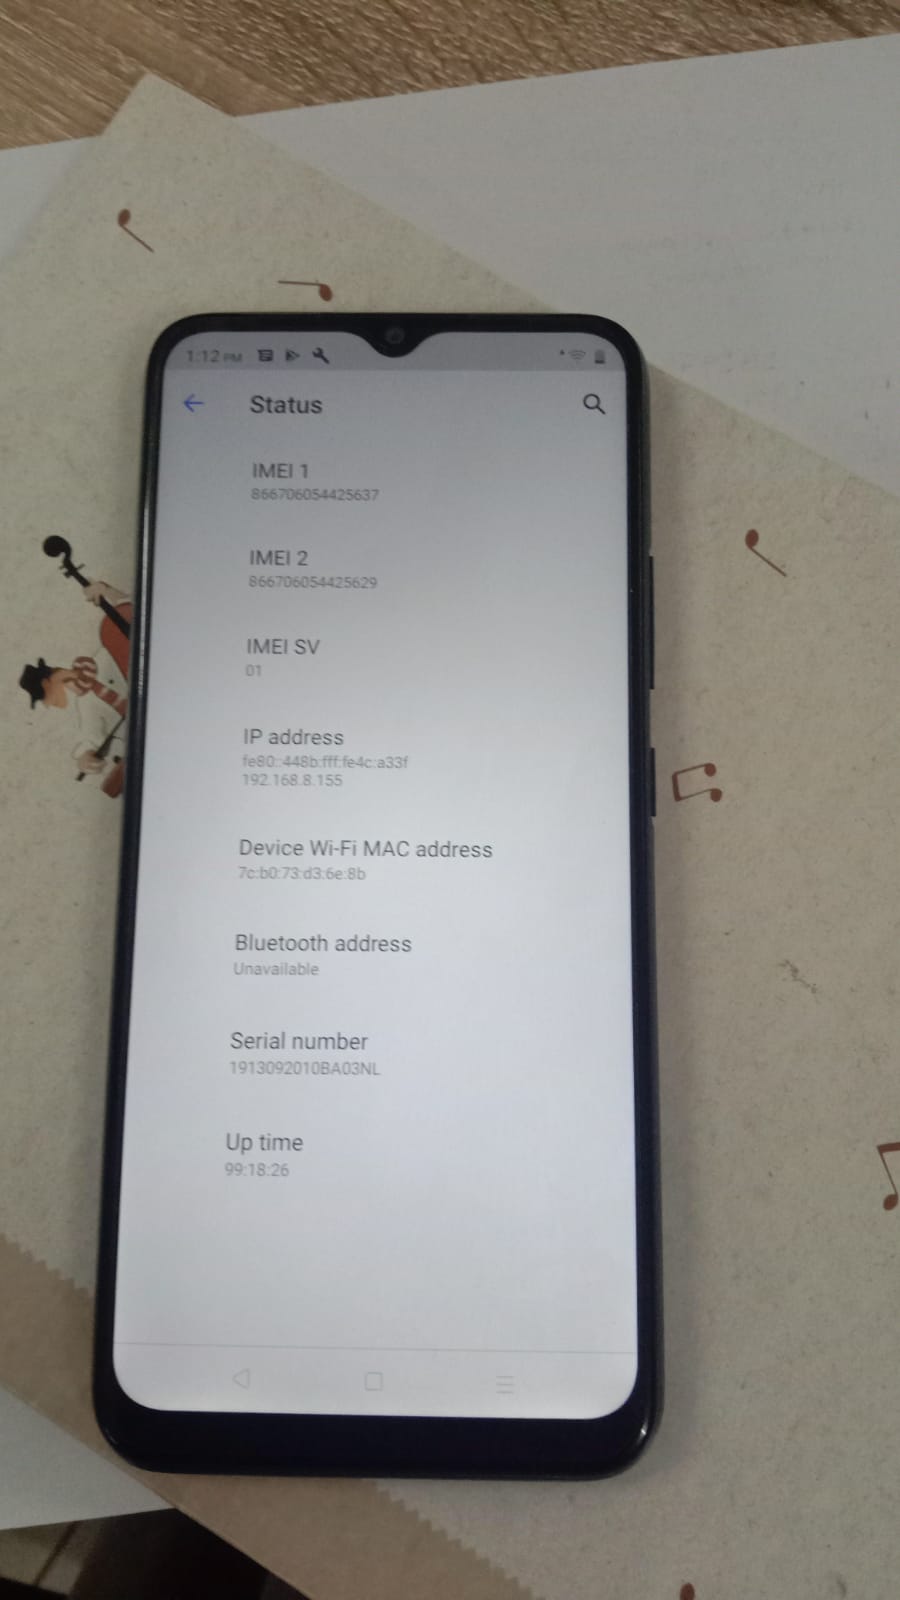 1:12 PM
Status
IMEI 1
866706054425637
IMEI 2
866706054425629
IMEI SV
01
IP address
fe80::448b:fff:fe4c:a33f
192.168.8.155
Device Wi-Fi MAC address
7c:b0:73:d3:6e:8b
Bluetooth address
Unavailable
Serial number
1913092010BA03NL
Up time
99:18:26